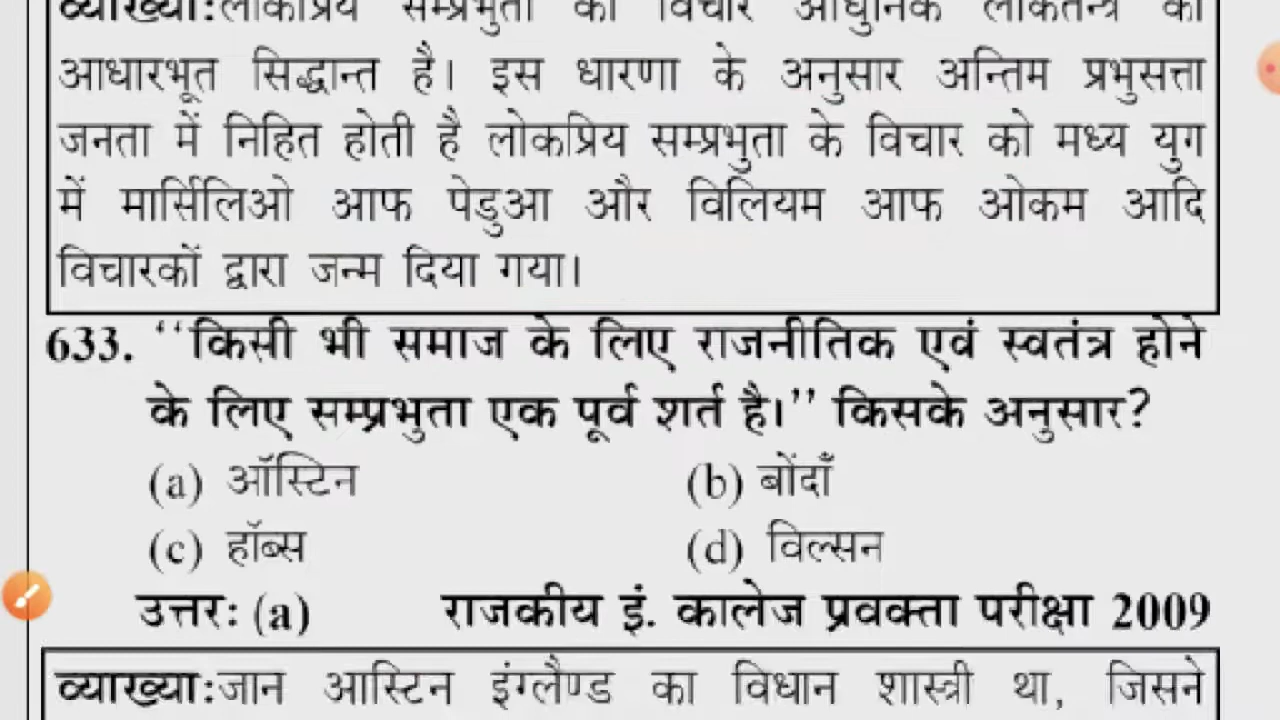 व्याख्या:लोकप्रिय सम्प्रभुता का विचार आधुनिक लोकतन्त्र का
आधारभूत सिद्धान्त है। इस धारणा के अनुसार अन्तिम प्रभुसत्ता
जनता में निहित होती है लोकप्रिय सम्प्रभुता के विचार को मध्य युग
में मार्सिलिओ आफ पेडुआ और विलियम आफ ओकम आदि
विचारकों द्वारा जन्म दिया गया।
633. ‘‘किसी भी समाज के लिए राजनीतिक एवं स्वतंत्र होने
के लिए सम्प्रभुता एक पूर्व शर्त है।’’ किसके अनुसार?
(a) ऑस्टिन (b) बोंदाँ
(c) हॉब्स (d) विल्सन
उत्तर: (a) राजकीय इं. कालेज प्रवक्ता परीक्षा 2009
व्याख्या:जान आस्टिन इंग्लैण्ड का विधान शास्त्री था, जिसने